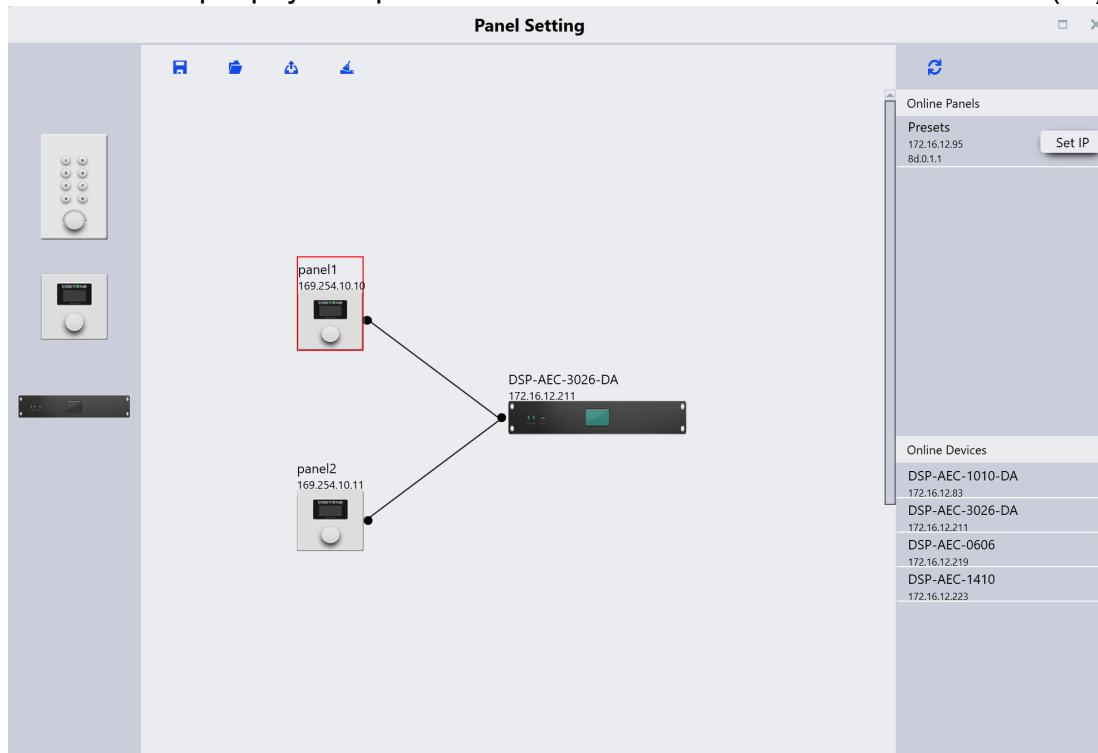 Panel Setting
Online Panels
Presets
172.16.12.95
8d.0.1.1
Set IP
panel1
169.254.10.10
DSP-AEC-3026-DA
172.16.12.211
panel2
169.254.10.11
Online Devices
DSP-AEC-1010-DA
172.16.12.83
DSP-AEC-3026-DA
172.16.12.211
DSP-AEC-0606
172.16.12.219
DSP-AEC-1410
172.16.12.223